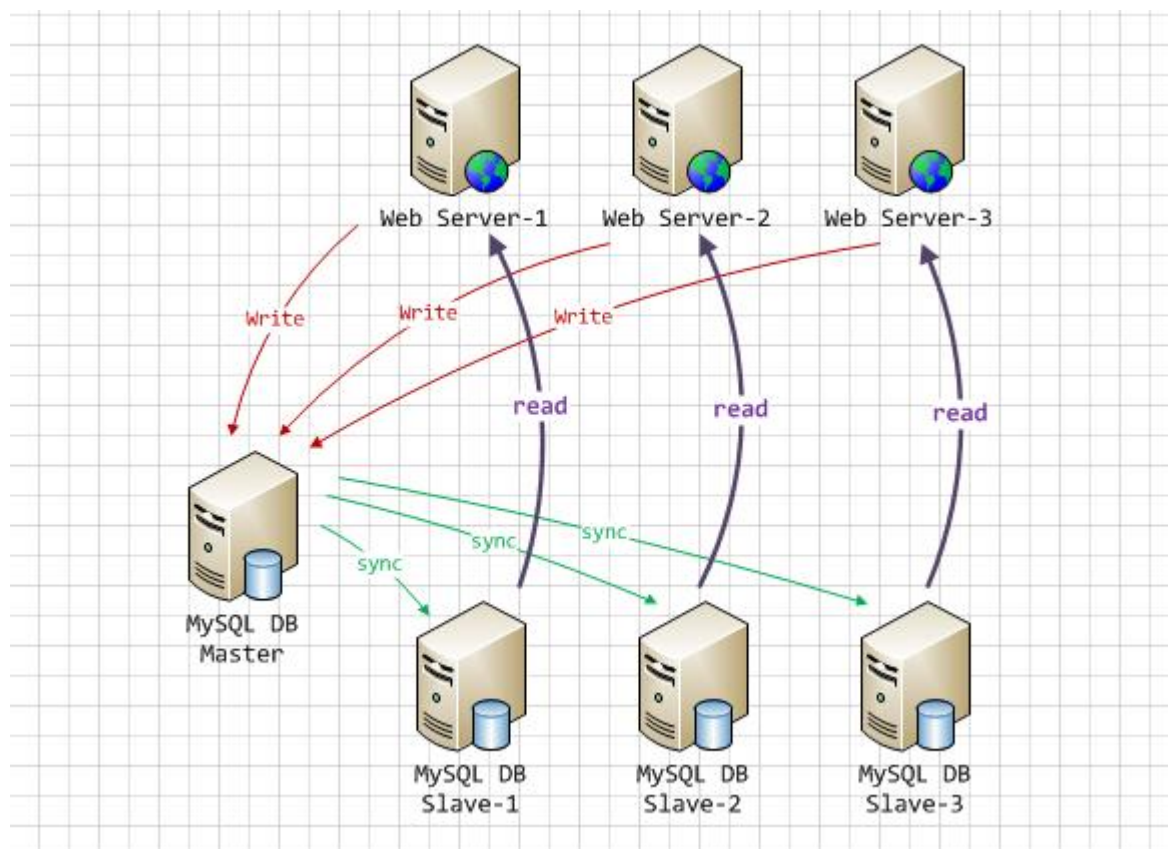 Web Server-1
Web Server-2
Web Server-3
Write
Write
Write
read
read
read
sync
sync
sync
MySQL DB
Master
MySQL DB
Slave-1
MySQL DB
Slave-2
MySQL DB
Slave-3